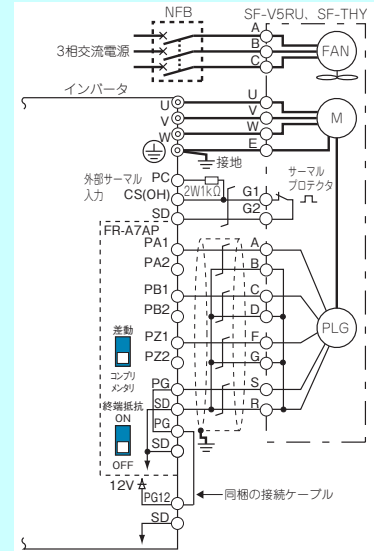 NFB
SF-V5RU、SF-THY
3相交流電源
A
B
C
FAN
インバータ
U
V
W
U
V
W
E
M
接地
外部サーマル
入力
PC
CS(OH)
SD
2W1kΩ
G1
G2
サーマル
プロテクタ
FR-A7AP
PA1
PA2
PB1
PB2
PZ1
PZ2
PG
SD
PG
SD
A
B
C
D
F
G
S
R
PLG
差動
コンプリ
メンタリ
終端抵抗
ON
OFF
12V
PG12
SD
同梱の接続ケーブル